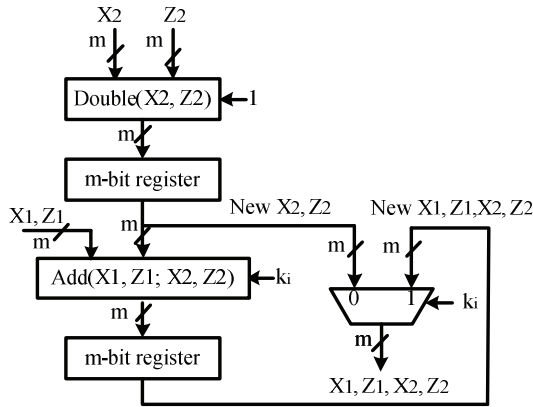 X2 Z2
m m
Double(X2, Z2) 1
m
m-bit register
X1, Z1 m New X2, Z2 New X1, Z1,X2, Z2
m m m
Add(X1, Z1; X2, Z2) ki
m 0 1 ki
m-bit register m
X1, Z1, X2, Z2